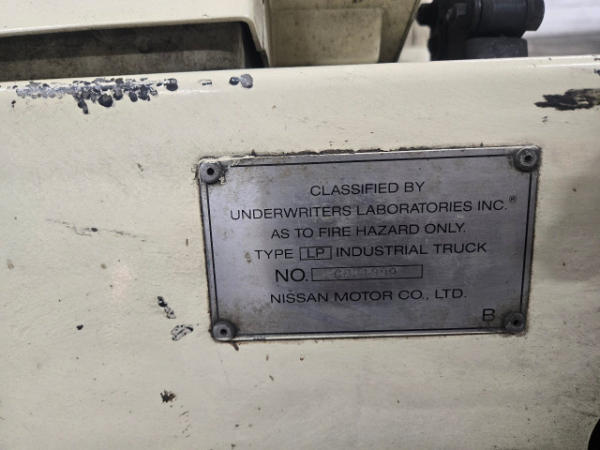 CLASSIFIED BY
UNDERWRITERS LABORATORIES INC.®
AS TO FIRE HAZARD ONLY.
TYPE LP INDUSTRIAL TRUCK
NO.
NISSAN MOTOR CO., LTD.
B